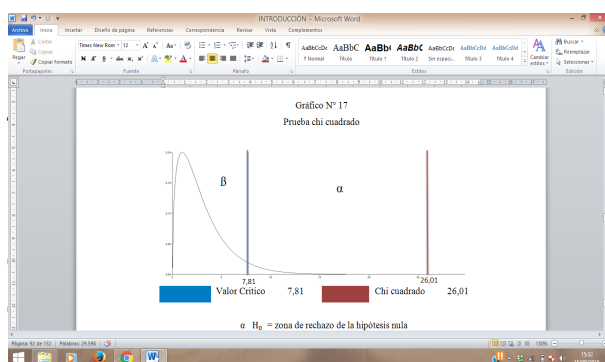 INTRODUCCIÓN - Microsoft Word
Archivo Inicio Insertar Diseño de página Referencias Correspondencia Revisar Vista Complementos
Pegar
Cortar
Copiar
Copiar formato
Portapapeles
Times New Rom 12
N K S abc
Fuente
Párrafo
AaBbCcDc AaBbC AaBbI AaBbC AaBbCcDc AaBbCcDd AaBbCcDd
¶ Normal Título Título 1 Título 2 Sin espaci... Título 3 Título 4
Estilos
Cambiar estilos
Buscar
Reemplazar
Seleccionar
Edición
Gráfico N° 17
Prueba chi cuadrado
ß
α
7,81
26,01
Valor Crítico 7,81 Chi cuadrado 26,01
α H₀ = zona de rechazo de la hipótesis nula
Página: 92 de 152 Palabras: 29.598
130%
15:32